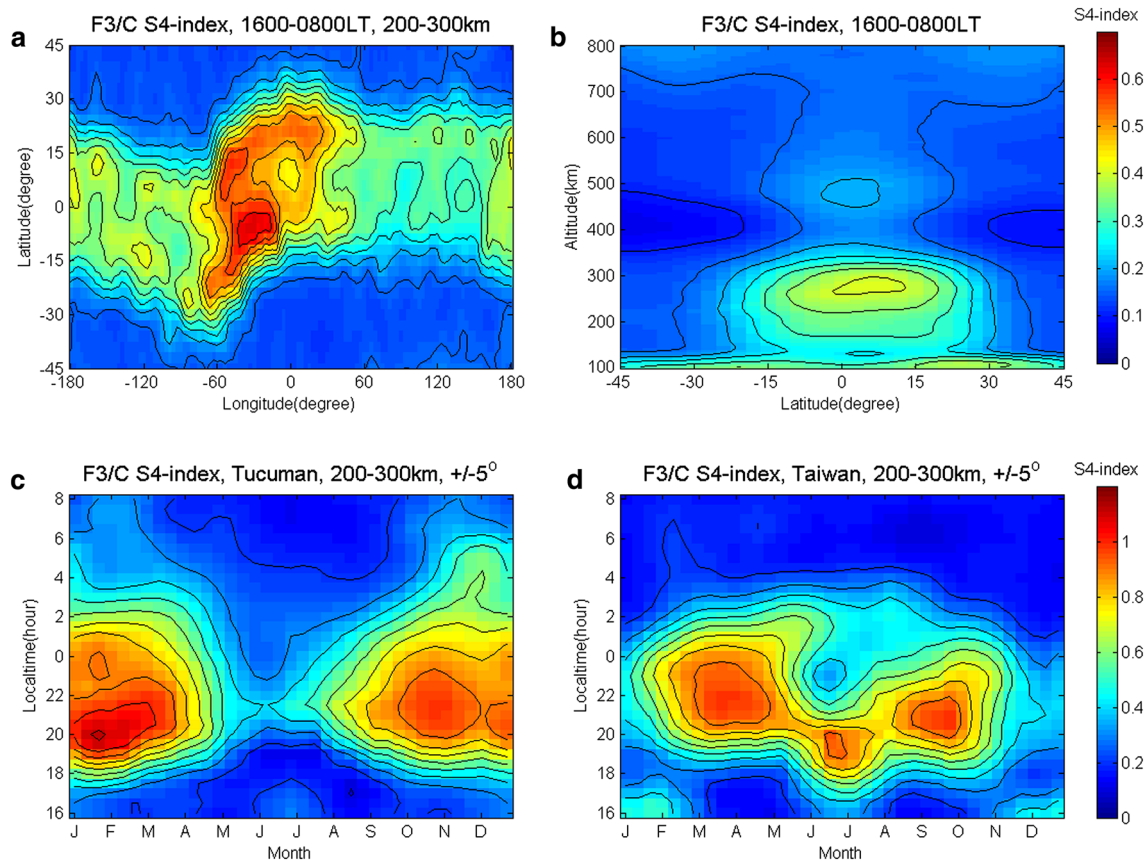 a
F3/C S4-index, 1600-0800LT, 200-300km
45
30
15
0
-15
-30
-45
Latitude(degree)
-180 -120 -60 0 60 120 180
Longitude(degree)
b
F3/C S4-index, 1600-0800LT
800
700
600
500
400
300
200
100
Altitude(km)
-45 -30 -15 0 15 30 45
Latitude(degree)
S4-index
0.6
0.5
0.4
0.3
0.2
0.1
0
c
F3/C S4-index, Tucuman, 200-300km, +/-5°
8
6
4
2
0
22
20
18
16
Localtime(hour)
J F M A M J J A S O N D
Month
d
F3/C S4-index, Taiwan, 200-300km, +/-5°
8
6
4
2
0
22
20
18
16
Localtime(hour)
J F M A M J J A S O N D
Month
S4-index
1
0.8
0.6
0.4
0.2
0